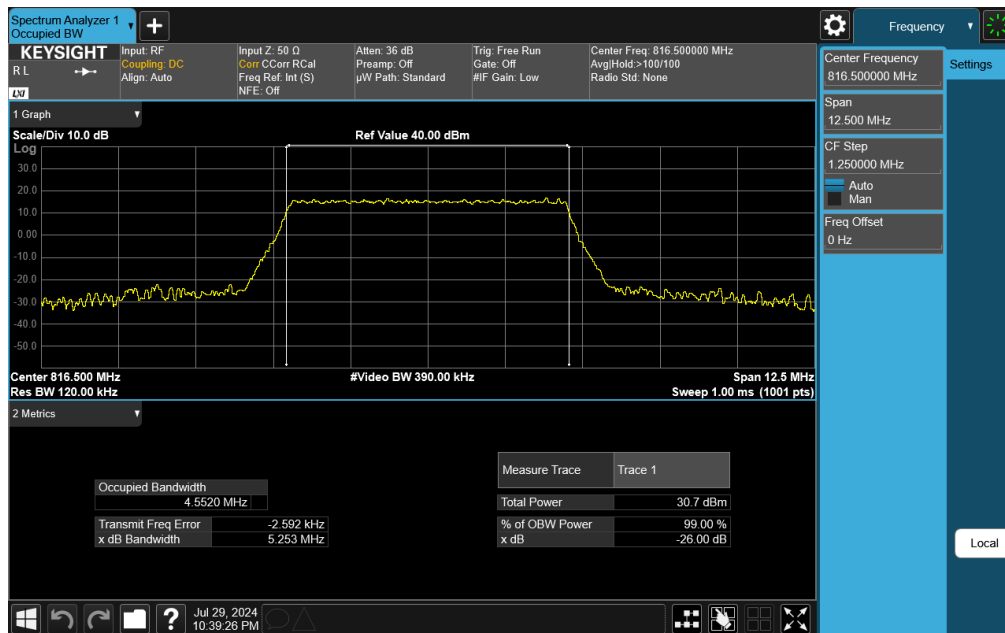 Spectrum Analyzer 1
Occupied BW
Frequency
KEYSIGHT
R L
LXI
Input: RF
Coupling: DC
Align: Auto
Input Z: 50 Ω
Corr CCorr RCal
Freq Ref: Int (S)
NFE: Off
Atten: 36 dB
Preamp: Off
µW Path: Standard
Trig: Free Run
Gate: Off
#IF Gain: Low
Center Freq: 816.500000 MHz
Avg|Hold:>100/100
Radio Std: None
Center Frequency
816.500000 MHz
Settings
Span
12.500 MHz
CF Step
1.250000 MHz
Auto
Man
Freq Offset
0 Hz
Local
1 Graph
Scale/Div 10.0 dB
Ref Value 40.00 dBm
Log
30.0
20.0
10.0
0.00
-10.0
-20.0
-30.0
-40.0
-50.0
Center 816.500 MHz
#Video BW 390.00 kHz
Span 12.5 MHz
Res BW 120.00 kHz
Sweep 1.00 ms (1001 pts)
2 Metrics
Measure Trace
Trace 1
Occupied Bandwidth
4.5520 MHz
Total Power
30.7 dBm
Transmit Freq Error
-2.592 kHz
% of OBW Power
99.00 %
x dB Bandwidth
5.253 MHz
x dB
-26.00 dB
?
Jul 29, 2024
10:39:26 PM